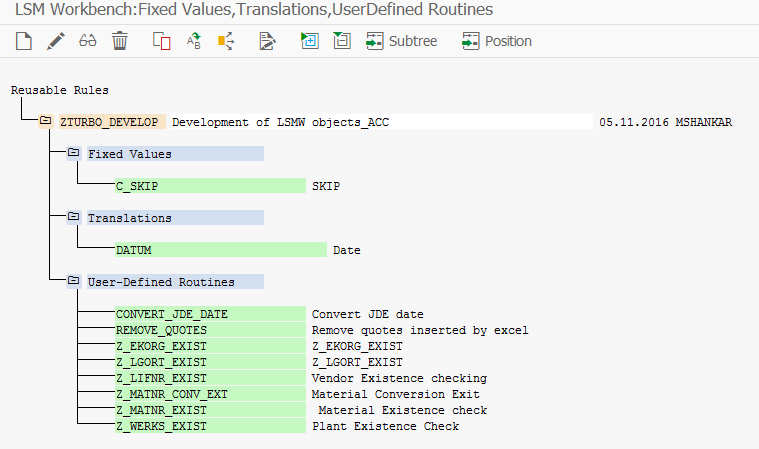 LSM Workbench:Fixed Values,Translations,UserDefined Routines
A B Subtree Position
Reusable Rules
ZTURBO_DEVELOP Development of LSMW objects_ACC 05.11.2016 MSHANKAR
Fixed Values
C_SKIP SKIP
Translations
DATUM Date
User-Defined Routines
CONVERT_JDE_DATE Convert JDE date
REMOVE_QUOTES Remove quotes inserted by excel
Z_EKORG_EXIST Z_EKORG_EXIST
Z_LGORT_EXIST Z_LGORT_EXIST
Z_LIFNR_EXIST Vendor Existence checking
Z_MATNR_CONV_EXT Material Conversion Exit
Z_MATNR_EXIST Material Existence check
Z_WERKS_EXIST Plant Existence Check